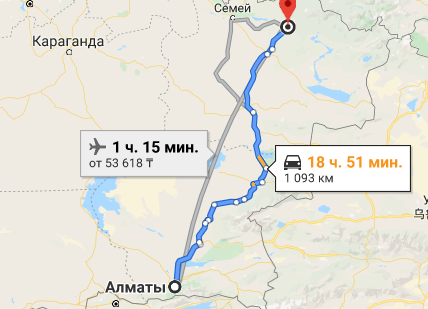 Семей
Караганда
1 ч. 15 мин.
от 53 618 ₸
18 ч. 51 мин.
1 093 км
Алматы